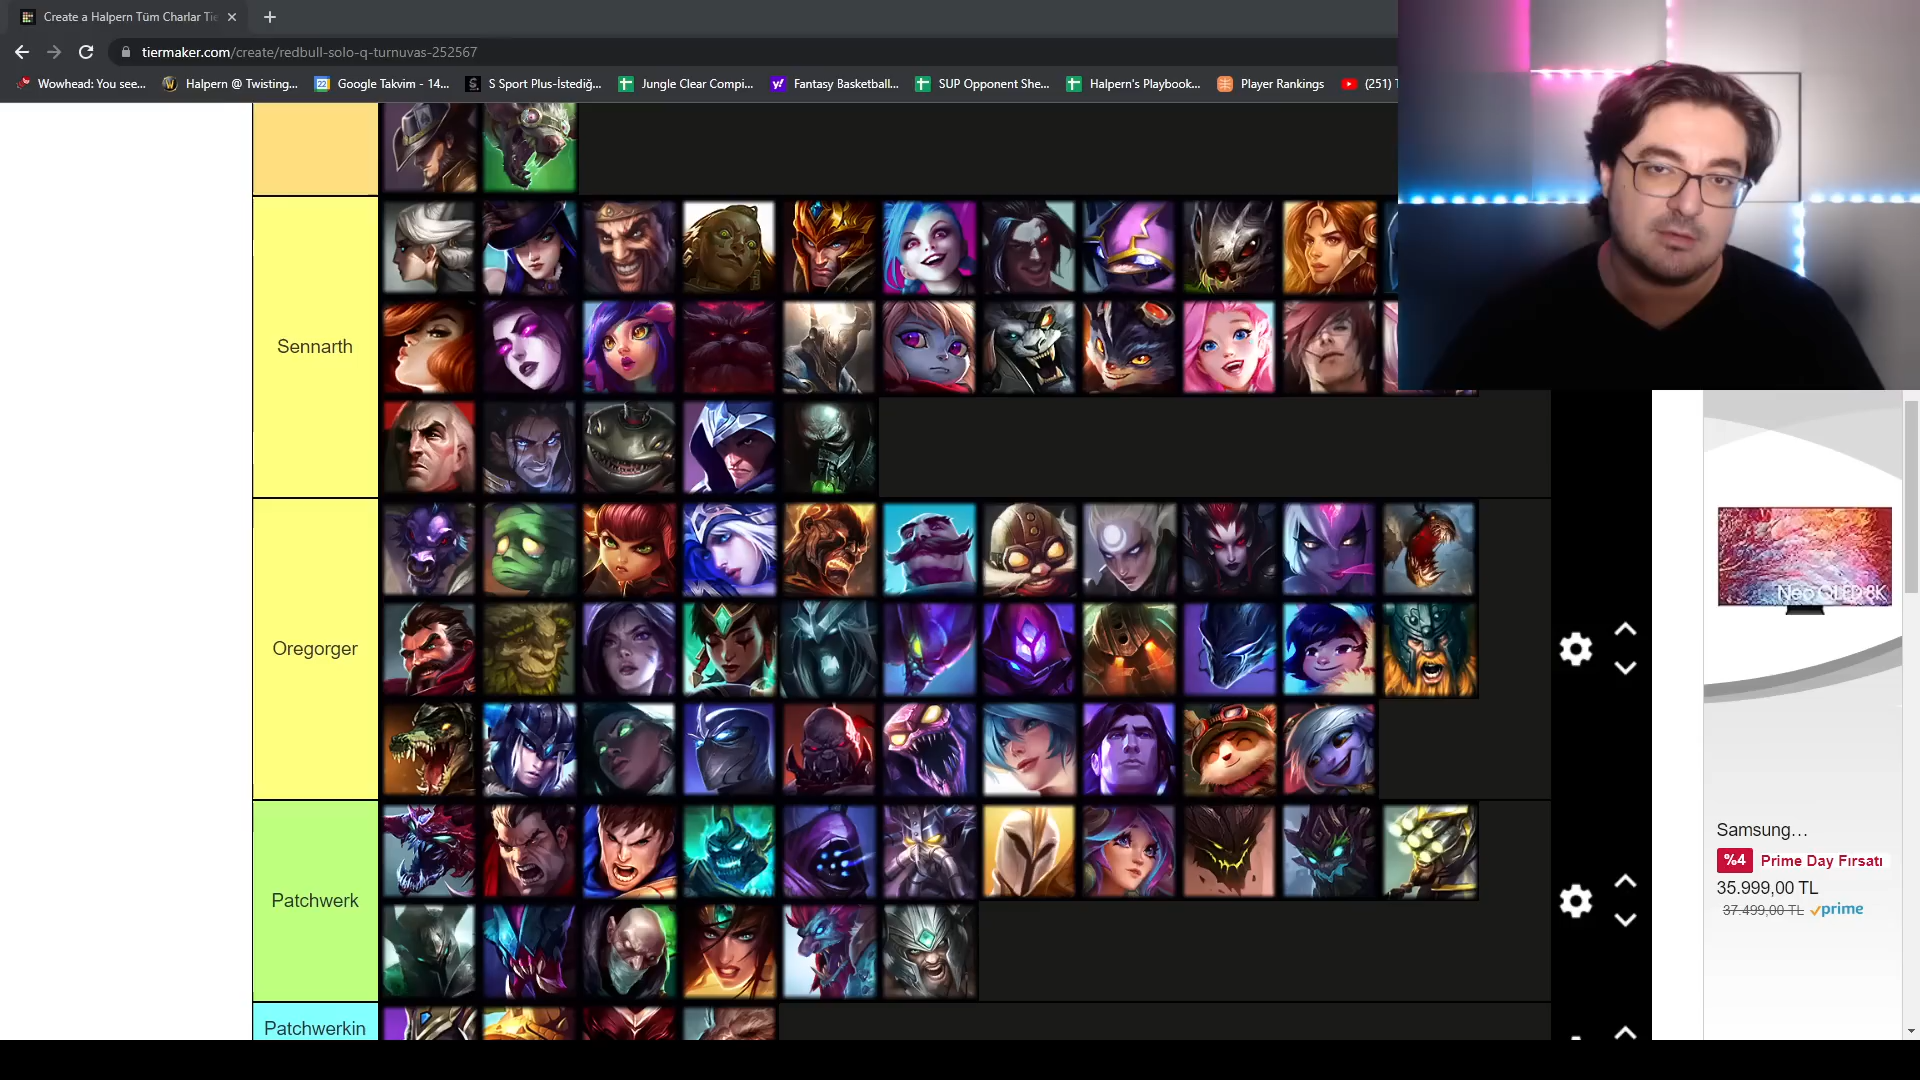 Create a Halpern Tüm Charlar Tie
tiermaker.com/create/redbull-solo-q-turnuvas-252567
Wowhead: You see...
Halpern @ Twisting...
22
Google Takvim - 14...
S
S Sport Plus-İstediğ...
Jungle Clear Compi...
y!
Fantasy Basketball...
SUP Opponent She...
Halpern's Playbook...
Player Rankings
(251)
Sennarth
Oregorger
Neo QLED 8K
Samsung...
%4 Prime Day Fırsatı
35.999,00 TL
37.499,00 TL prime
Patchwerk
Patchwerkin